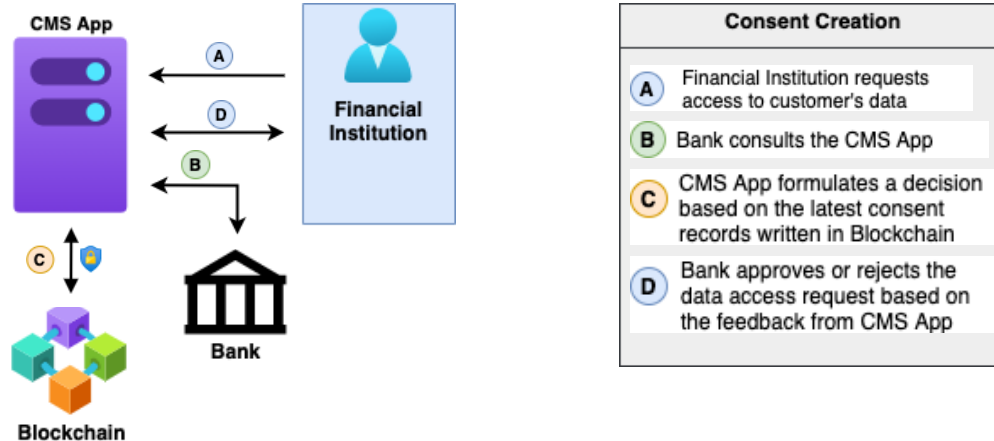 CMS App
A
D
B
Financial
Institution
C
Bank
Blockchain
Consent Creation
A Financial Institution requests
access to customer's data
B Bank consults the CMS App
C CMS App formulates a decision
based on the latest consent
records written in Blockchain
D Bank approves or rejects the
data access request based on
the feedback from CMS App